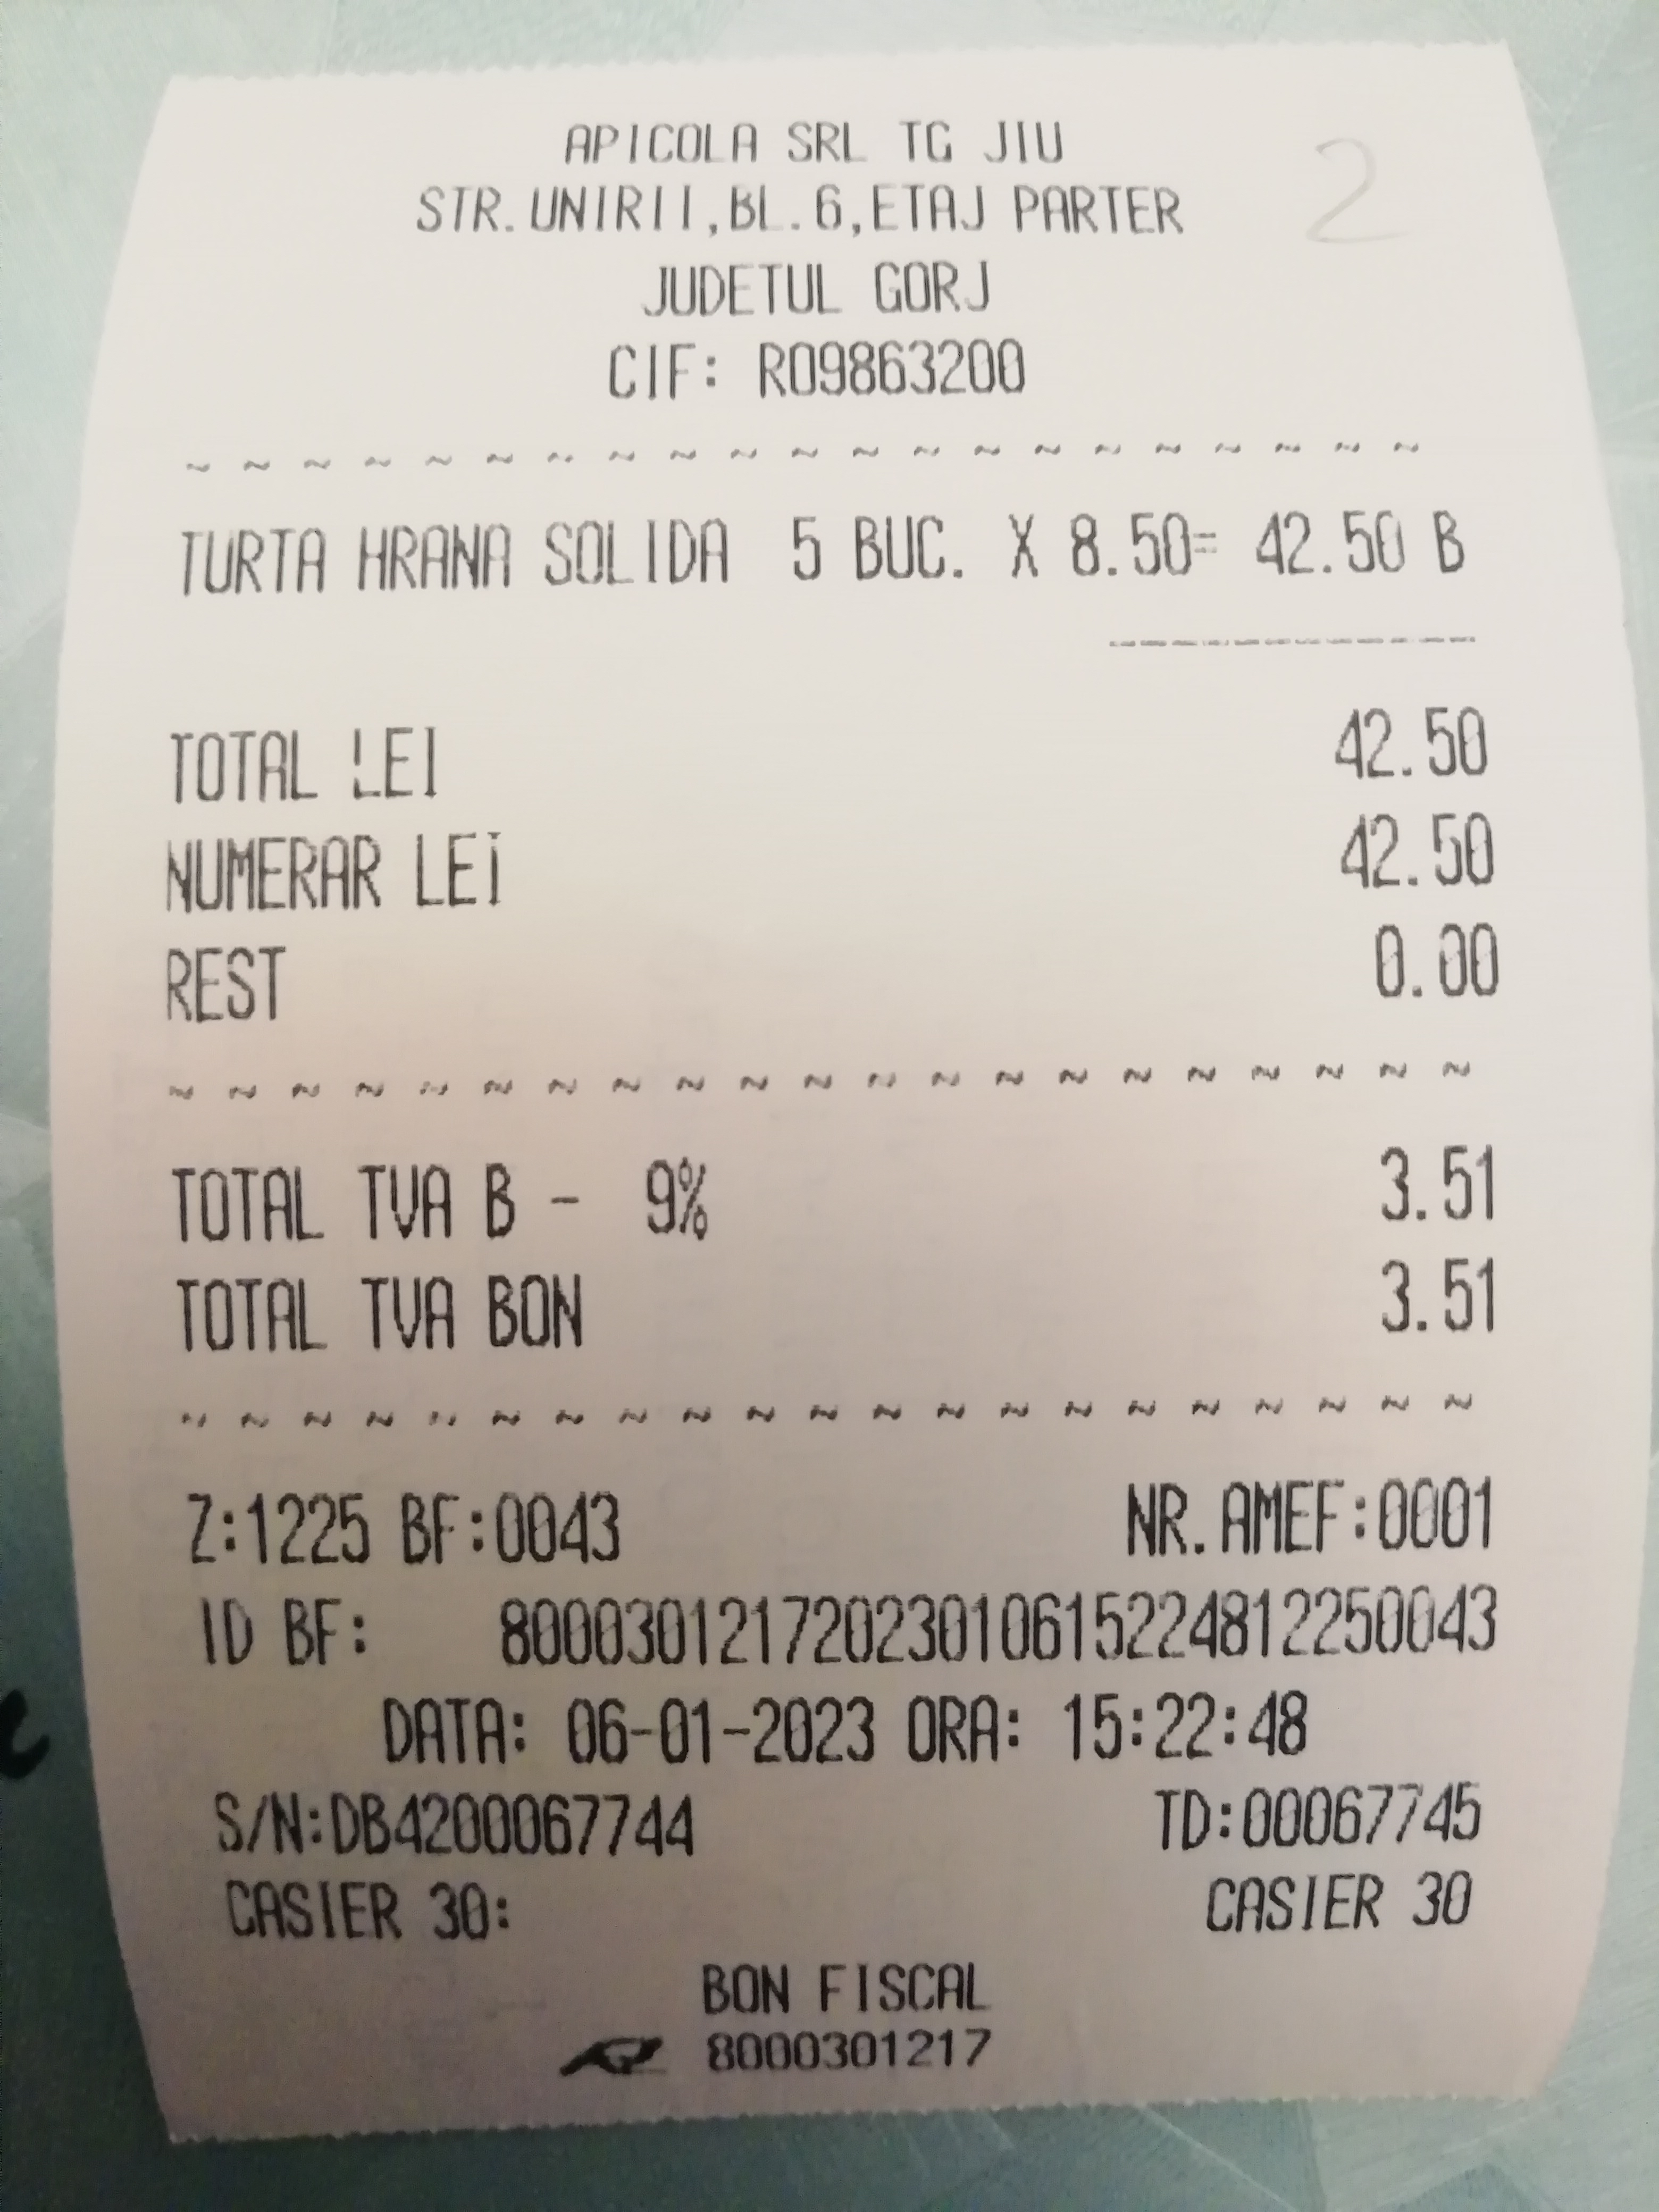 APICOLA SRL TG JIU
2
STR.UNIRII,BL.6,ETAJ PARTER
JUDETUL GORJ
CIF: RO9863200
~ ~ ~ ~ ~ ~ ~ ~ ~ ~ ~ ~ ~ ~ ~ ~ ~ ~ ~ ~ ~
TURTA HRANA SOLIDA 5 BUC. X 8.50= 42.50 B
------------
TOTAL LEI 42.50
NUMERAR LEI 42.50
REST 0.00
~ ~ ~ ~ ~ ~ ~ ~ ~ ~ ~ ~ ~ ~ ~ ~ ~ ~ ~ ~ ~
TOTAL TVA B - 9% 3.51
TOTAL TVA BON 3.51
~ ~ ~ ~ ~ ~ ~ ~ ~ ~ ~ ~ ~ ~ ~ ~ ~ ~ ~ ~ ~
Z:1225 BF:0043 NR.AMEF:0001
ID BF: 80003012172023010615224812250043
DATA: 06-01-2023 ORA: 15:22:48
S/N:DB4200067744 TD:00067745
CASIER 30: CASIER 30
BON FISCAL
8000301217